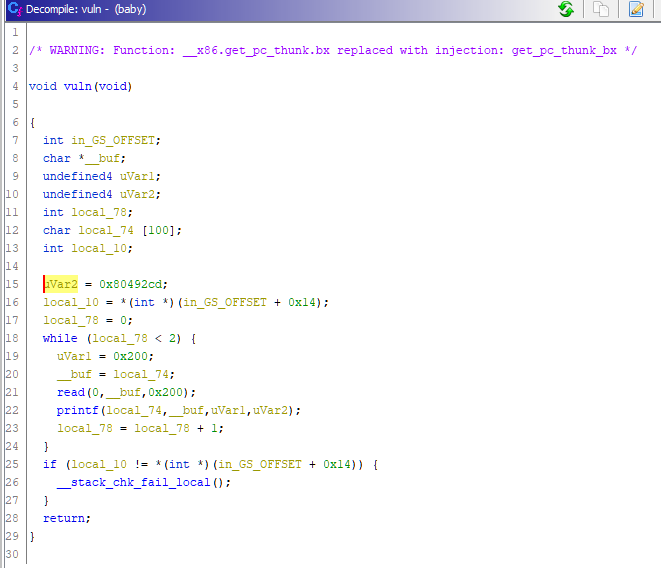 Decompile: vuln - (baby)
1
2 /* WARNING: Function: __x86.get_pc_thunk.bx replaced with injection: get_pc_thunk_bx */
3
4 void vuln(void)
5
6 {
7 int in_GS_OFFSET;
8 char *__buf;
9 undefined4 uVar1;
10 undefined4 uVar2;
11 int local_78;
12 char local_74 [100];
13 int local_10;
14
15 uVar2 = 0x80492cd;
16 local_10 = *(int *)(in_GS_OFFSET + 0x14);
17 local_78 = 0;
18 while (local_78 < 2) {
19 uVar1 = 0x200;
20 __buf = local_74;
21 read(0,__buf,0x200);
22 printf(local_74,__buf,uVar1,uVar2);
23 local_78 = local_78 + 1;
24 }
25 if (local_10 != *(int *)(in_GS_OFFSET + 0x14)) {
26 __stack_chk_fail_local();
27 }
28 return;
29 }
30